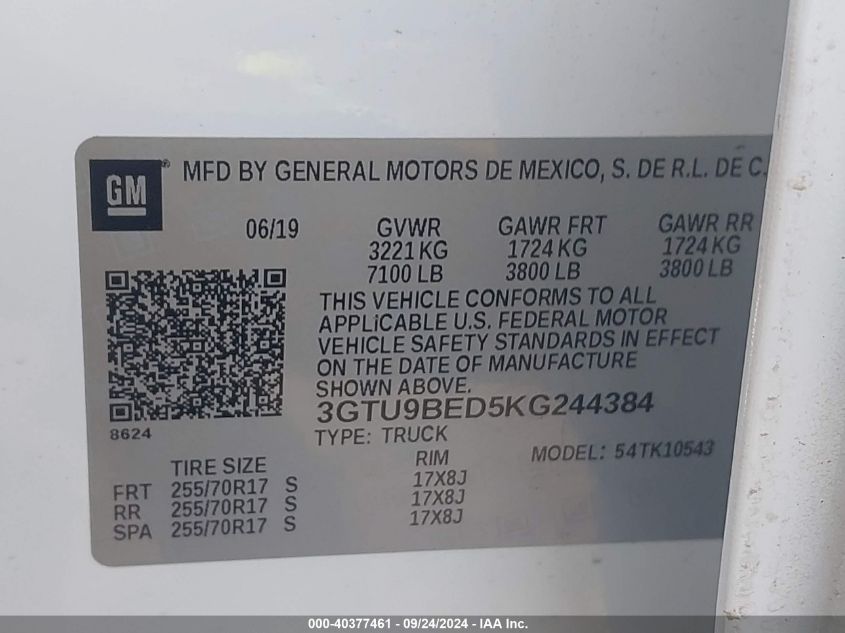 GM® MFD BY GENERAL MOTORS DE MEXICO, S. DE R.L. DE C.
06/19 GVWR GAWR FRT GAWR RR
3221 KG 1724 KG 1724 KG
7100 LB 3800 LB 3800 LB
THIS VEHICLE CONFORMS TO ALL
APPLiCABLE U.S. FEDERAL MOTOR
VEHICLE SAFETY STANDARDS IN EFFECT
ON THE DATE OF MANUFACTURE
SHOWN ABOVE.
3GTU9BED5KG244384
8624
TYPE: TRUCK MODEL: 54TK10543
TIRE SIZE RIM
FRT 255/70R17 S 17X8J
RR 255/70R17 S 17X8J
SPA 255/70R17 S 17X8J
000-40377461 - 09/24/2024 - IAA Inc.